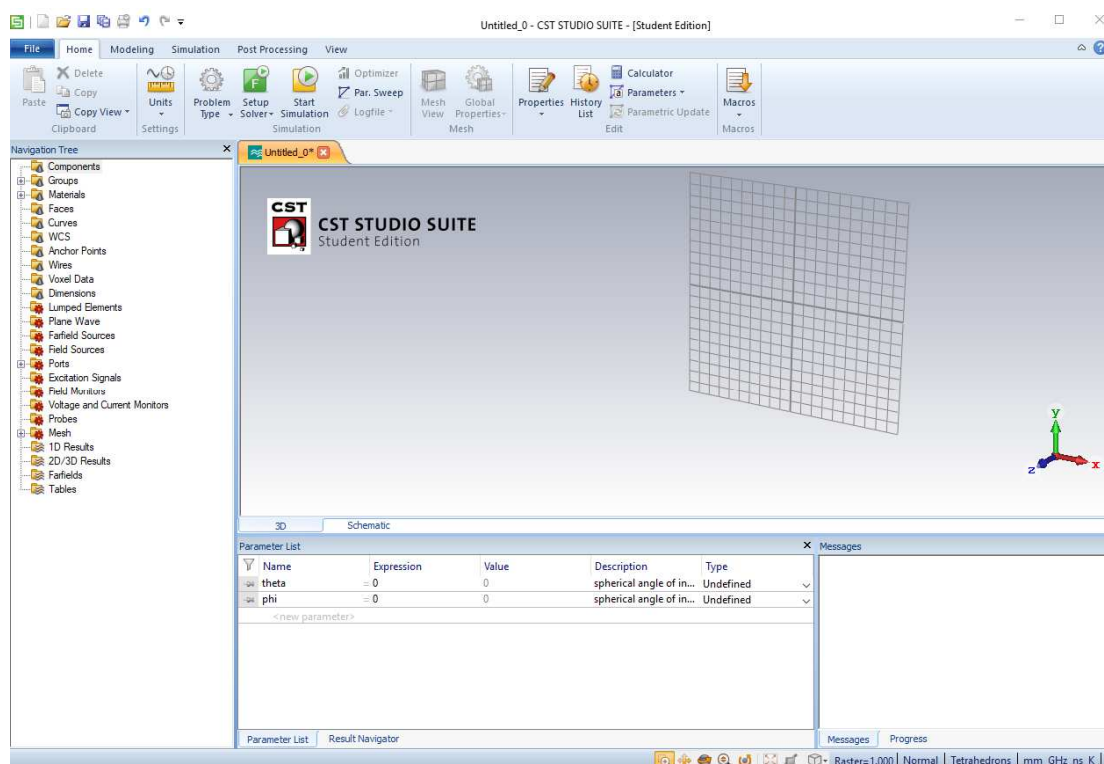 Untitled_0 - CST STUDIO SUITE - [Student Edition]
File Home Modeling Simulation Post Processing View
Paste
Delete
Copy
Copy View
Clipboard
Units
Settings
Problem Type
Setup Solver
Start Simulation
Optimizer
Par. Sweep
Logfile
Simulation
Mesh View
Global Properties
Mesh
Properties
History List
Calculator
Parameters
Parametric Update
Edit
Macros
Macros
Navigation Tree
Components
Groups
Materials
Faces
Curves
WCS
Anchor Points
Wires
Voxel Data
Dimensions
Lumped Elements
Plane Wave
Farfield Sources
Field Sources
Ports
Excitation Signals
Field Monitors
Voltage and Current Monitors
Probes
Mesh
1D Results
2D/3D Results
Farfields
Tables
Untitled_0*
CST
CST STUDIO SUITE
Student Edition
y
z
x
3D Schematic
Parameter List
Name Expression Value Description Type
theta = 0 0 spherical angle of in... Undefined
phi = 0 0 spherical angle of in... Undefined
<new parameter>
Parameter List Result Navigator
Messages
Messages Progress
Raster=1.000 Normal Tetrahedrons mm GHz ns K